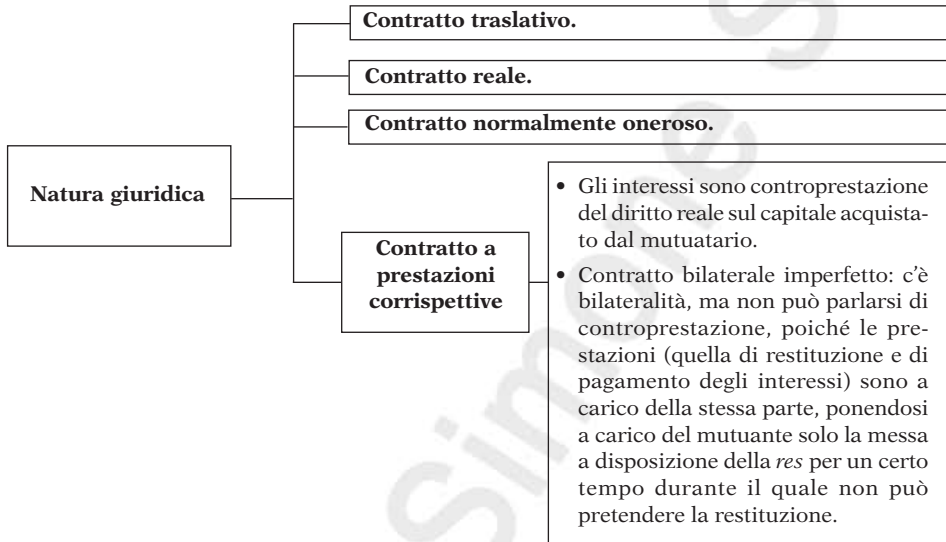 Contratto traslativo.
Contratto reale.
Contratto normalmente oneroso.
Natura giuridica
Contratto a
prestazioni
corrispettive
• Gli interessi sono controprestazione
del diritto reale sul capitale acquista-
to dal mutuatario.
• Contratto bilaterale imperfetto: c'è
bilateralità, ma non può parlarsi di
controprestazione, poiché le pre-
stazioni (quella di restituzione e di
pagamento degli interessi) sono a
carico della stessa parte, ponendosi
a carico del mutuante solo la messa
a disposizione della res per un certo
tempo durante il quale non può
pretendere la restituzione.
Simone S